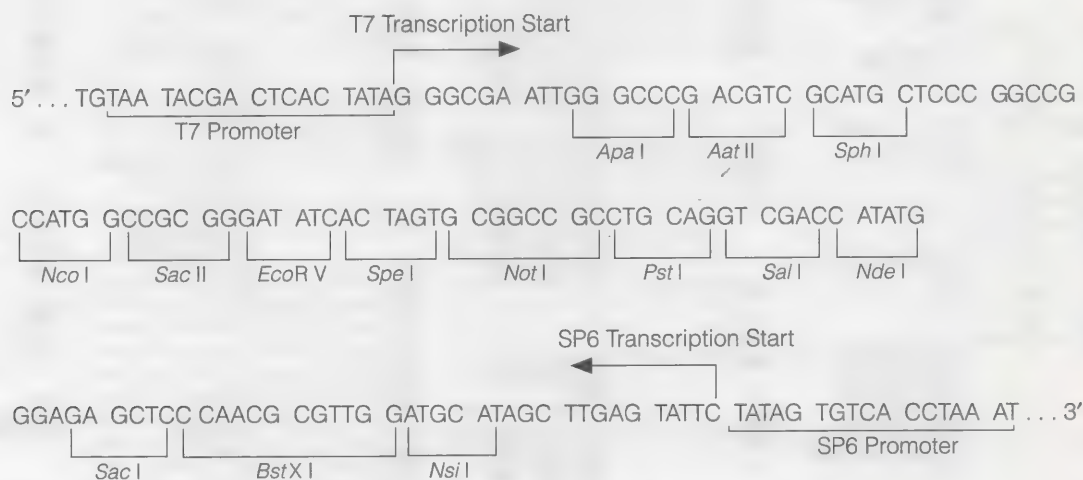 T7 Transcription Start
5′ ... TGTAA TACGA CTCAC TATAG GGCGA ATTGG GCCCG ACGTC GCATG CTCCC GGCCG
T7 Promoter
Apa I Aat II Sph I
CCATG GCCGC GGGAT ATCAC TAGTG CGGCC GCCTG CAGGT CGACC ATATG
Nco I Sac II EcoR V Spe I Not I Pst I Sal I Nde I
SP6 Transcription Start
GGAGA GCTCC CAACG CGTTG GATGC ATAGC TTGAG TATTC TATAG TGTCA CCTAA AT ... 3′
SP6 Promoter
Sac I BstX I Nsi I